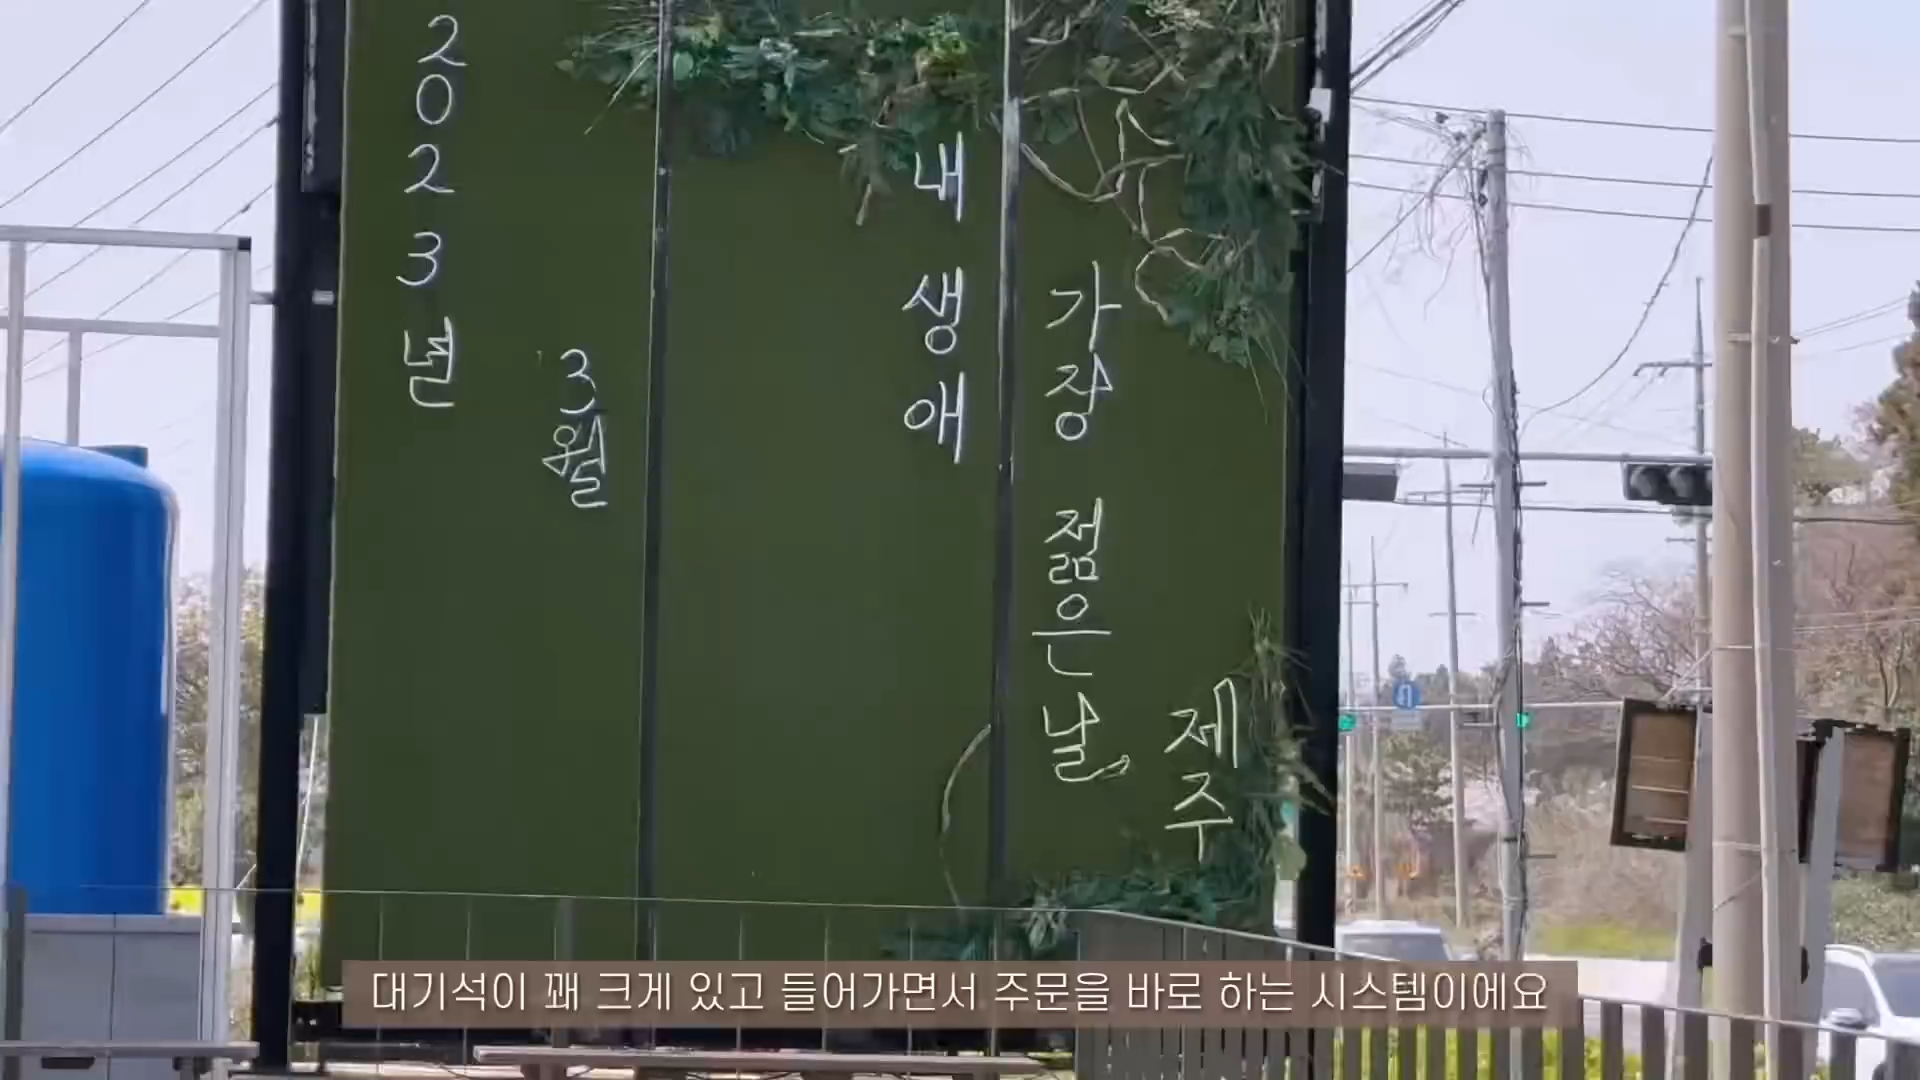 2023년
3월
내 생애
가장 젊은 날
제주
대기석이 꽤 크게 있고 들어가면서 주문을 바로 하는 시스템이에요